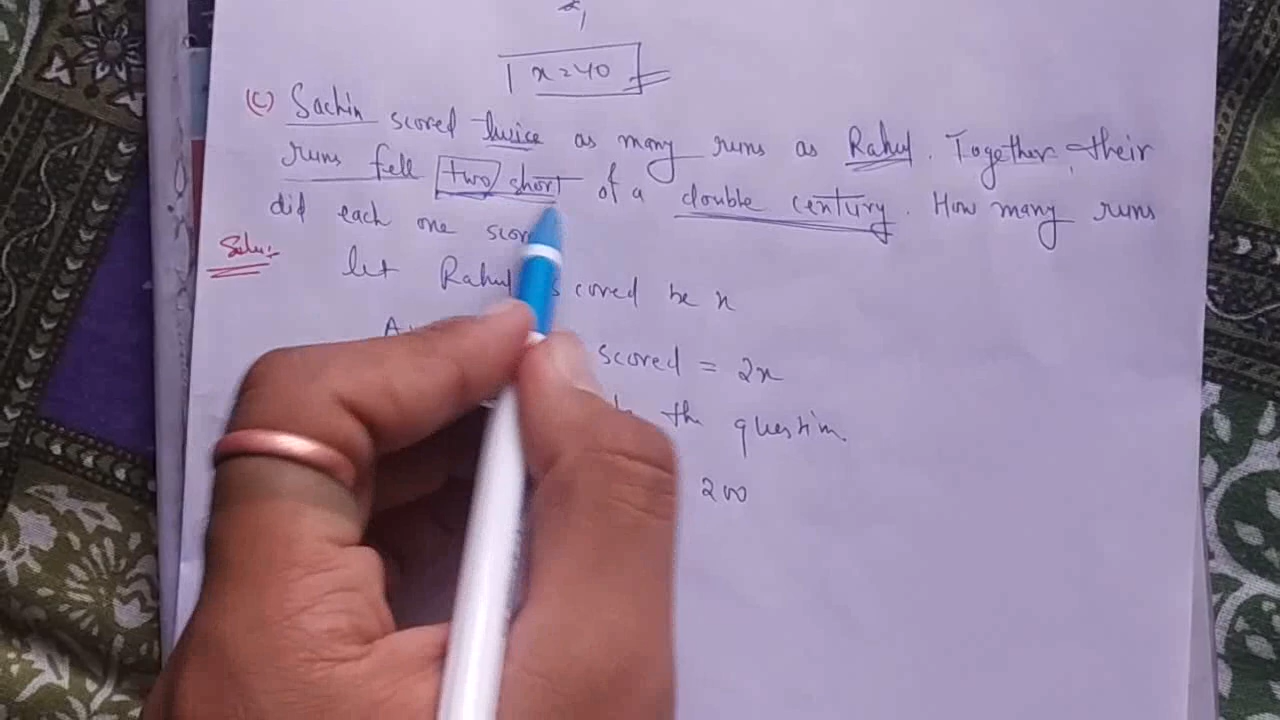 x = 40
(c) Sachin scored twice as many runs as Rahul. Together, their
runs fell two short of a double century. How many runs
did each one
Soln:-
let Rahul scored be x
scored = 2x
the question.
200